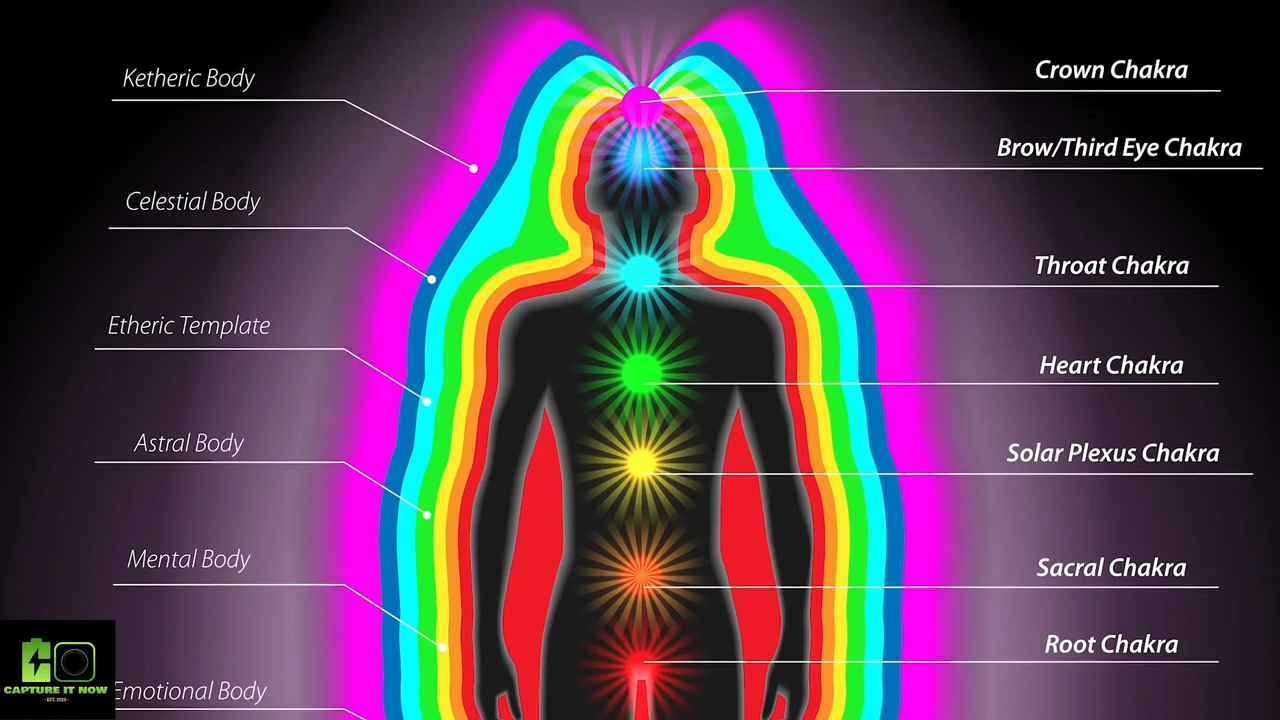 Ketheric Body
Celestial Body
Etheric Template
Astral Body
Mental Body
Emotional Body
Crown Chakra
Brow/Third Eye Chakra
Throat Chakra
Heart Chakra
Solar Plexus Chakra
Sacral Chakra
Root Chakra
CAPTURE IT NOW